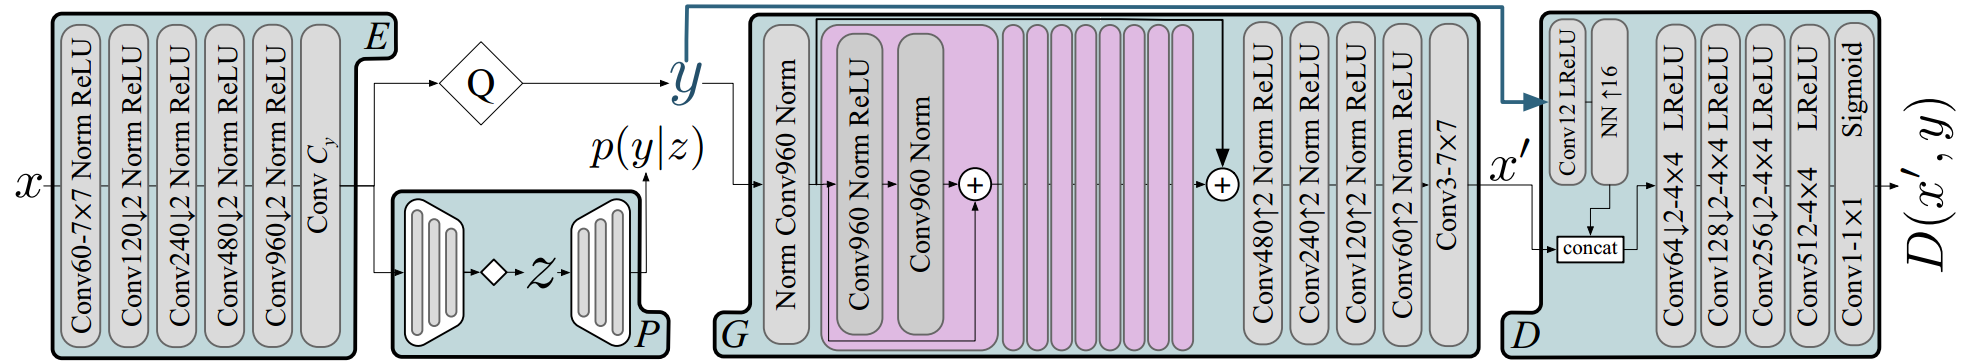 x
Conv60-7×7 Norm ReLU
Conv120↓2 Norm ReLU
Conv240↓2 Norm ReLU
Conv480↓2 Norm ReLU
Conv960↓2 Norm ReLU
Conv C_y
E
Q
y
p(y|z)
z
P
G
Norm Conv960 Norm
Conv960 Norm ReLU
Conv960 Norm
+
+
Conv480↑2 Norm ReLU
Conv240↑2 Norm ReLU
Conv120↑2 Norm ReLU
Conv60↑2 Norm ReLU
Conv3-7×7
x′
Conv12 LReLU
NN ↑16
concat
D
Conv64↓2-4×4 LReLU
Conv128↓2-4×4 LReLU
Conv256↓2-4×4 LReLU
Conv512-4×4 LReLU
Conv1-1×1 Sigmoid
D(x′, y)